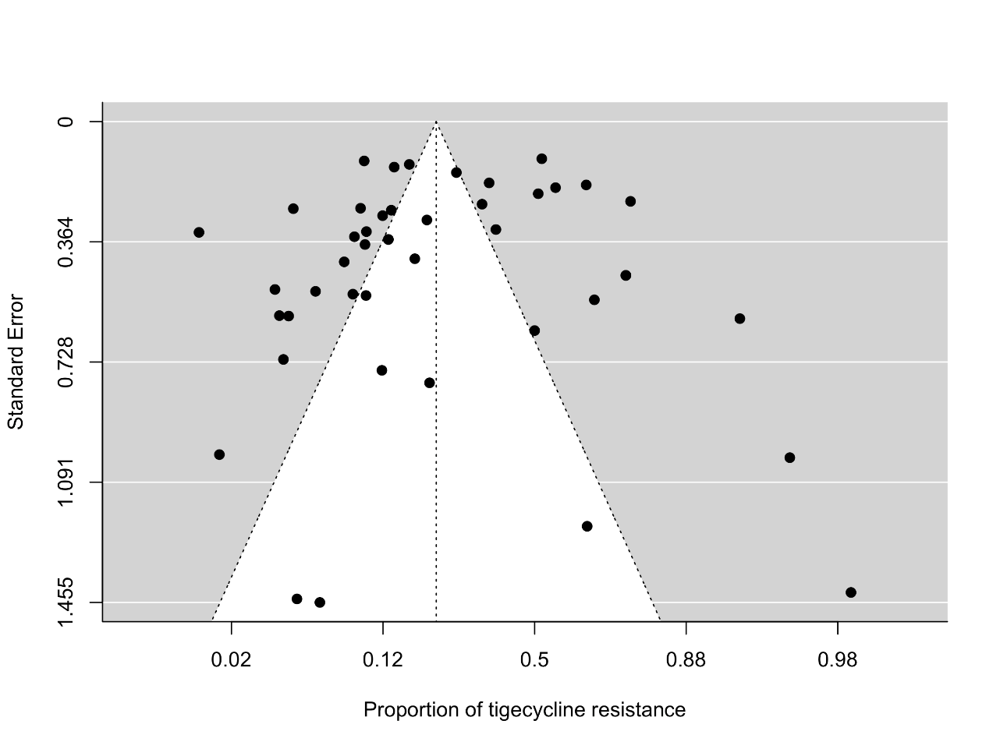 0
0.364
0.728
1.091
1.455
Standard Error
0.02 0.12 0.5 0.88 0.98
Proportion of tigecycline resistance